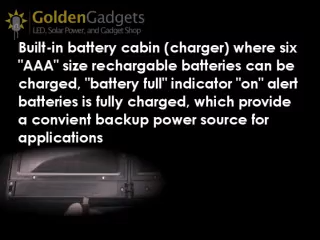 GoldenGadgets
LED, Solar Power, and Gadget Shop
Built-in battery cabin (charger) where six
"AAA" size rechargable batteries can be
charged, "battery full" indicator "on" alert
batteries is fully charged, which provide
a convient backup power source for
applications